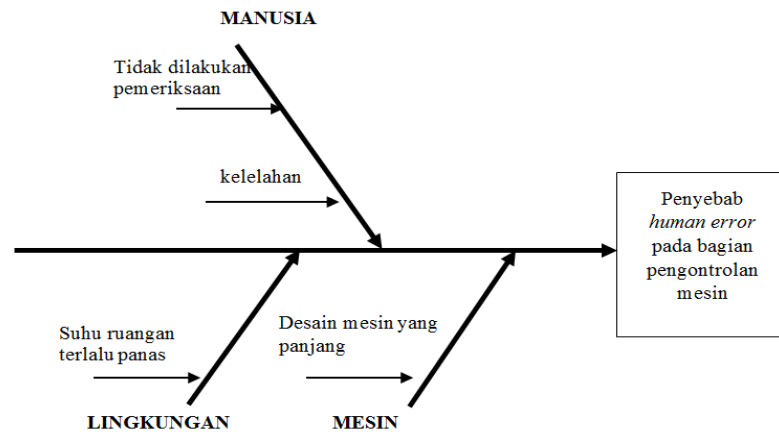 MANUSIA
Tidak dilakukan
pemeriksaan
kelelahan
Penyebab
human error
pada bagian
pengontrolan
mesin
Suhu ruangan
terlalu panas
Desain mesin yang
panjang
LINGKUNGAN
MESIN